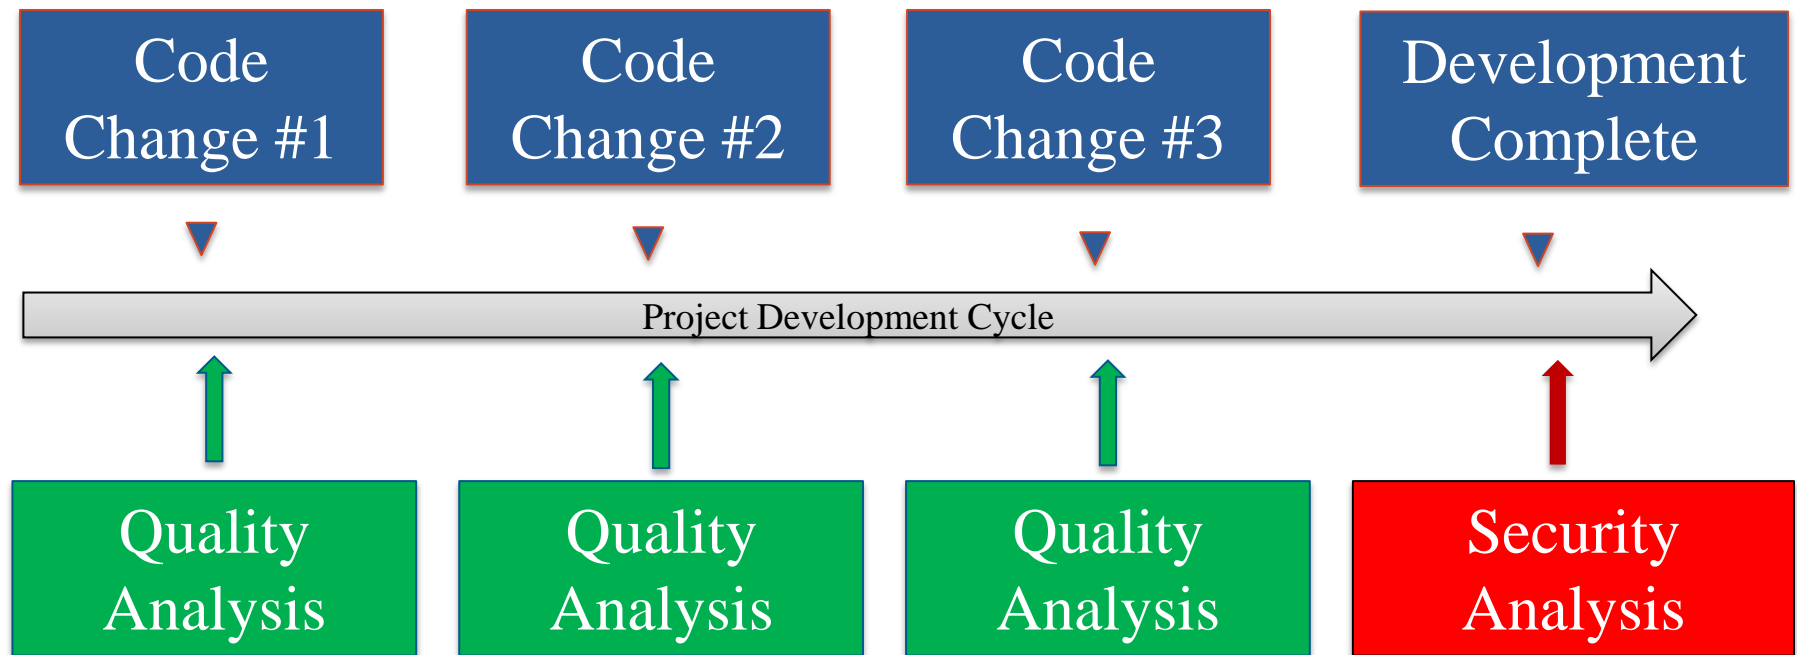 Code
Change #1
Code
Change #2
Code
Change #3
Development
Complete
Project Development Cycle
Quality
Analysis
Quality
Analysis
Quality
Analysis
Security
Analysis